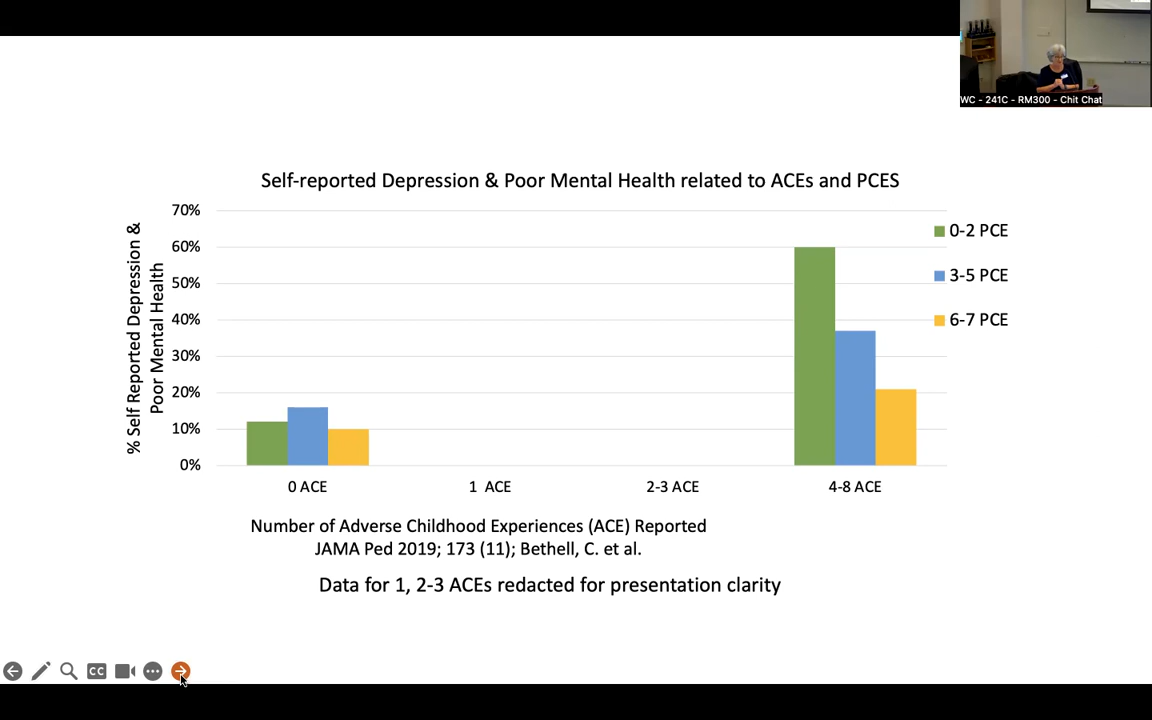 WC - 241C - RM300 - Chit Chat
Self-reported Depression & Poor Mental Health related to ACEs and PCES
% Self Reported Depression &
Poor Mental Health
70%
60%
50%
40%
30%
20%
10%
0%
0 ACE
1 ACE
2-3 ACE
4-8 ACE
0-2 PCE
3-5 PCE
6-7 PCE
Number of Adverse Childhood Experiences (ACE) Reported
JAMA Ped 2019; 173 (11); Bethell, C. et al.
Data for 1, 2-3 ACEs redacted for presentation clarity
CC